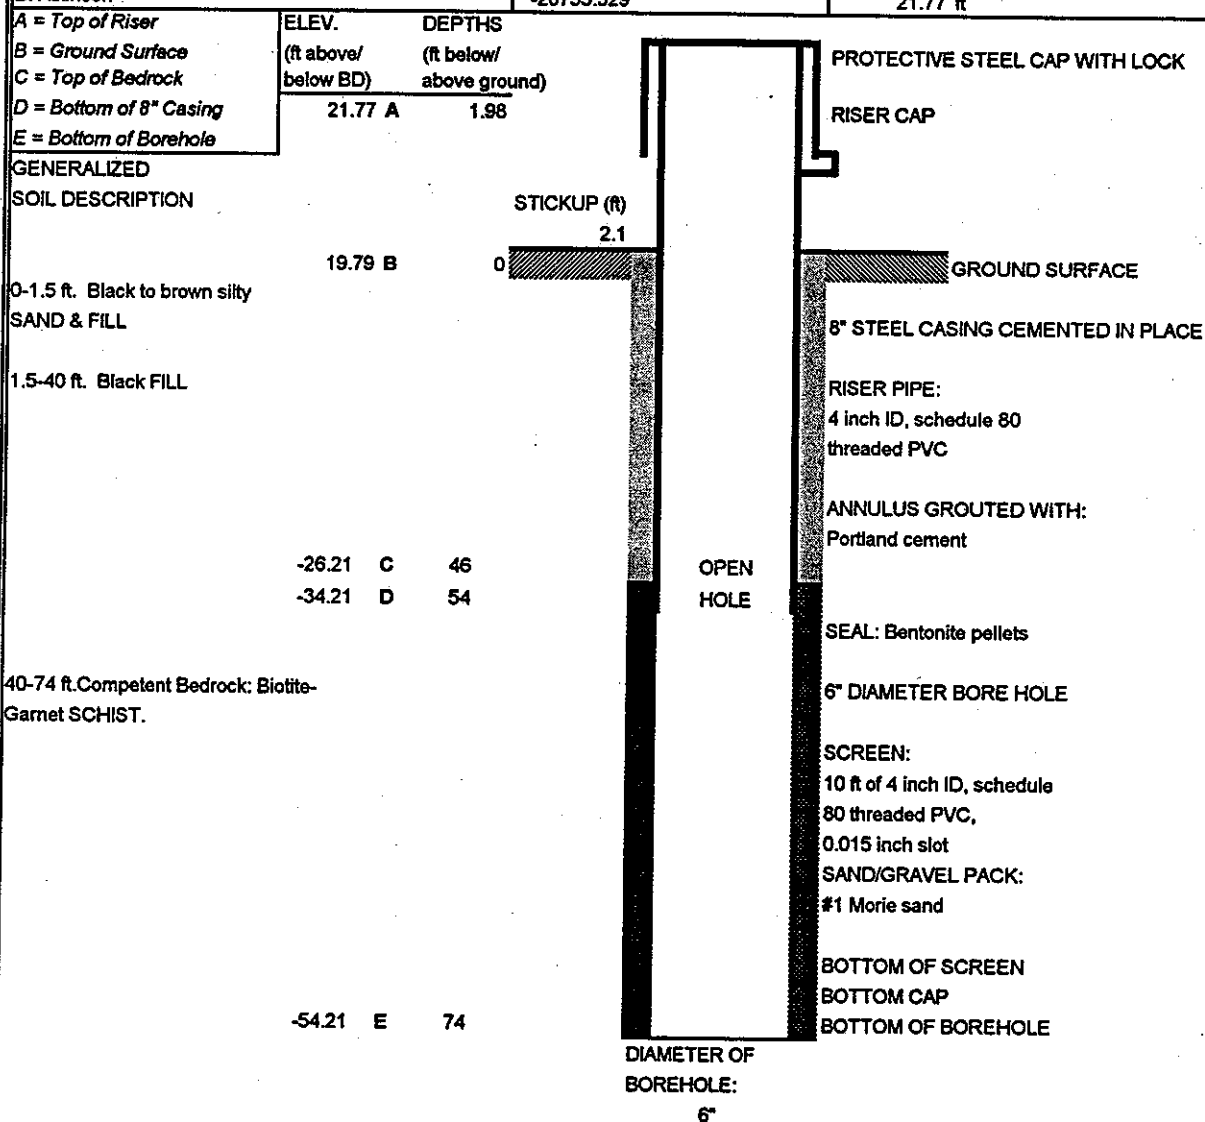 -20755.529 21.77 ft
A = Top of Riser ELEV. DEPTHS
B = Ground Surface (ft above/ (ft below/
C = Top of Bedrock below BD) above ground)
D = Bottom of 8" Casing 21.77 A 1.98
E = Bottom of Borehole
PROTECTIVE STEEL CAP WITH LOCK
RISER CAP
GENERALIZED
SOIL DESCRIPTION
STICKUP (ft)
2.1
19.79 B 0
GROUND SURFACE
0-1.5 ft. Black to brown silty
SAND & FILL
8" STEEL CASING CEMENTED IN PLACE
1.5-40 ft. Black FILL
RISER PIPE:
4 inch ID, schedule 80
threaded PVC
ANNULUS GROUTED WITH:
Portland cement
-26.21 C 46
-34.21 D 54
OPEN
HOLE
SEAL: Bentonite pellets
40-74 ft.Competent Bedrock: Biotite-
Garnet SCHIST.
6" DIAMETER BORE HOLE
SCREEN:
10 ft of 4 inch ID, schedule
80 threaded PVC,
0.015 inch slot
SAND/GRAVEL PACK:
#1 Morie sand
BOTTOM OF SCREEN
BOTTOM CAP
-54.21 E 74 BOTTOM OF BOREHOLE
DIAMETER OF
BOREHOLE:
6"